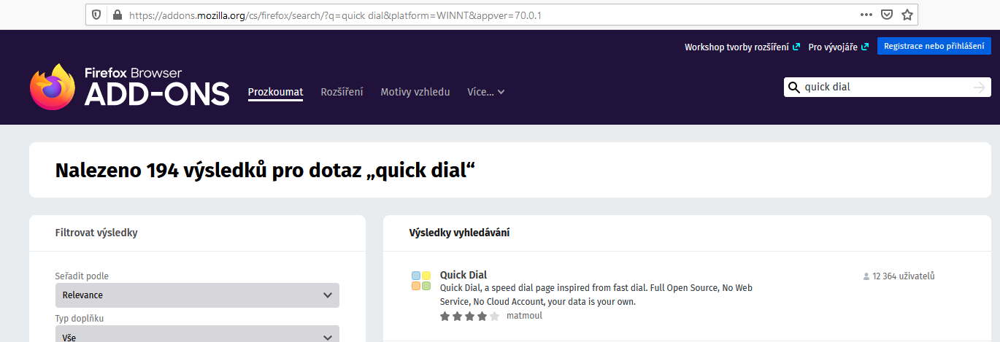 https://addons.mozilla.org/cs/firefox/search/?q=quick dial&platform=WINNT&appver=70.0.1
Workshop tvorby rozšíření Pro vývojáře Registrace nebo přihlášení
Firefox Browser
ADD-ONS
Prozkoumat Rozšíření Motivy vzhledu Více...
quick dial
Nalezeno 194 výsledků pro dotaz „quick dial“
Filtrovat výsledky
Seřadit podle
Relevance
Typ doplňku
Vše
Výsledky vyhledávání
Quick Dial
12 364 uživatelů
Quick Dial, a speed dial page inspired from fast dial. Full Open Source, No Web
Service, No Cloud Account, your data is your own.
matmoul